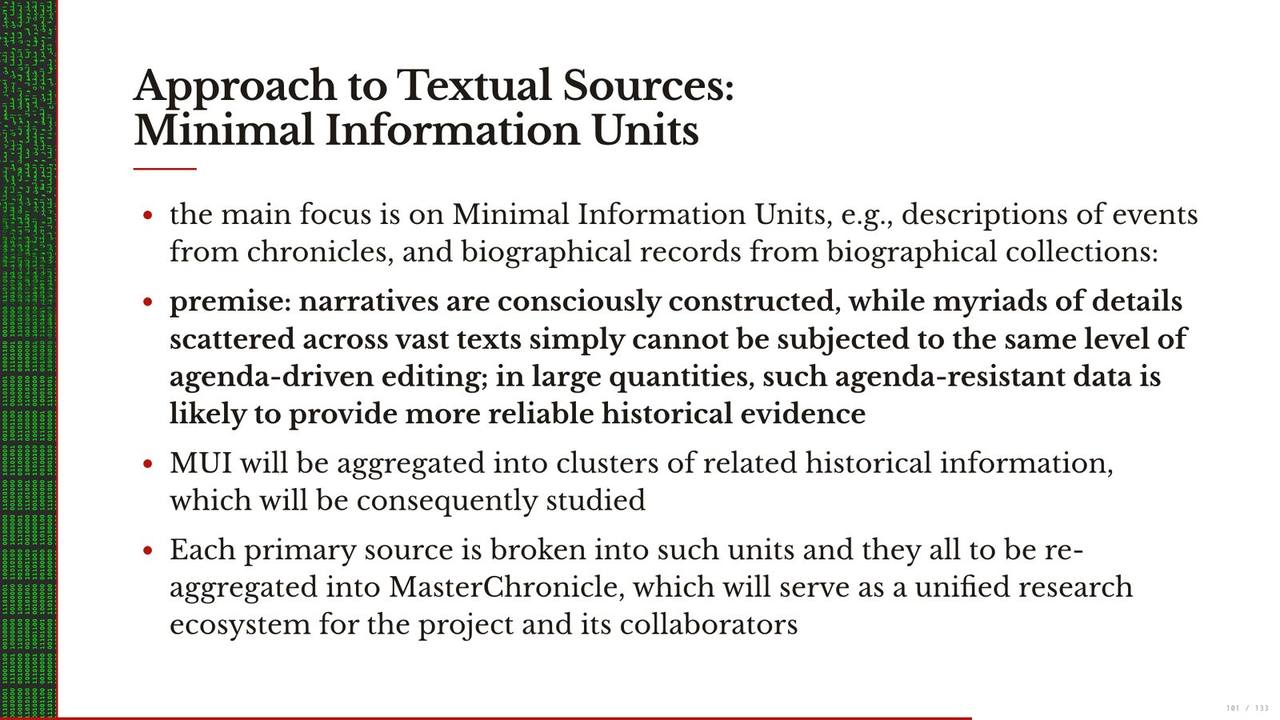 Approach to Textual Sources:
Minimal Information Units
• the main focus is on Minimal Information Units, e.g., descriptions of events
from chronicles, and biographical records from biographical collections:
• premise: narratives are consciously constructed, while myriads of details
scattered across vast texts simply cannot be subjected to the same level of
agenda-driven editing; in large quantities, such agenda-resistant data is
likely to provide more reliable historical evidence
• MUI will be aggregated into clusters of related historical information,
which will be consequently studied
• Each primary source is broken into such units and they all to be re-
aggregated into MasterChronicle, which will serve as a unified research
ecosystem for the project and its collaborators
101 / 133